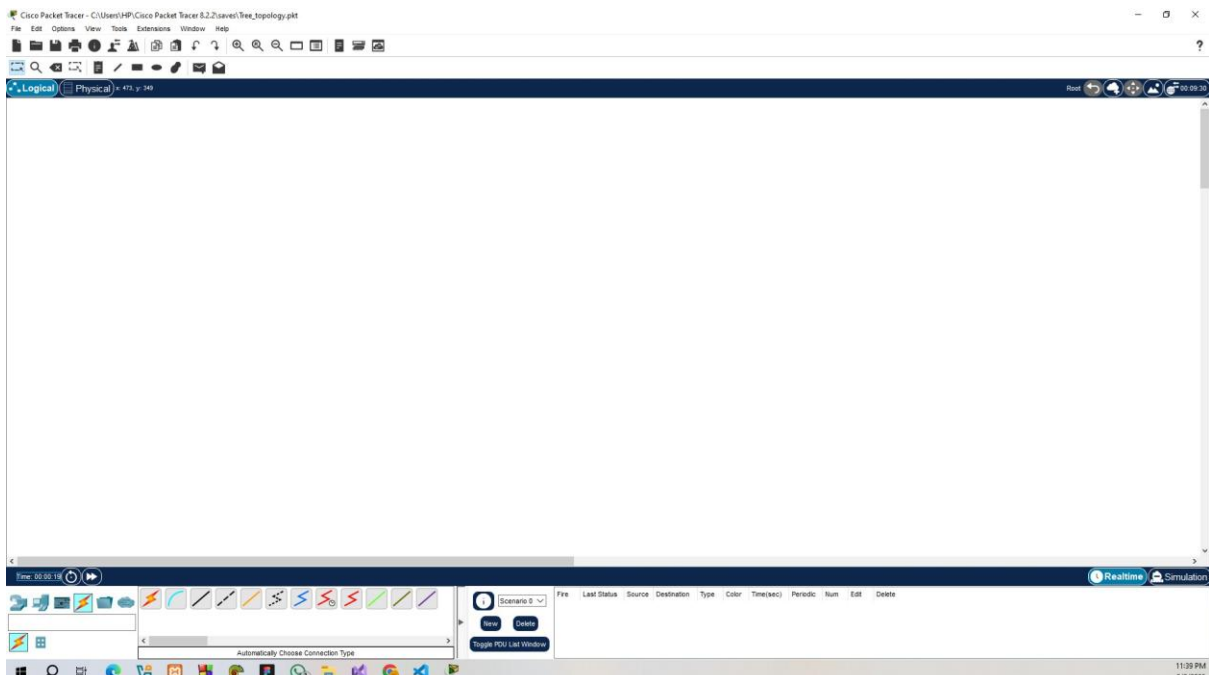 Cisco Packet Tracer - C:\Users\HP\Cisco Packet Tracer 8.2.2\saves\Tree_topology.pkt
File Edit Options View Tools Extensions Window Help
?
Logical Physical x: 473, y: 349 Root 00:09:30
Time: 00:00:19 Realtime Simulation
Scenario 0 Fire Last Status Source Destination Type Color Time(sec) Periodic Num Edit Delete
New Delete
Toggle PDU List Window
Automatically Choose Connection Type
11:39 PM